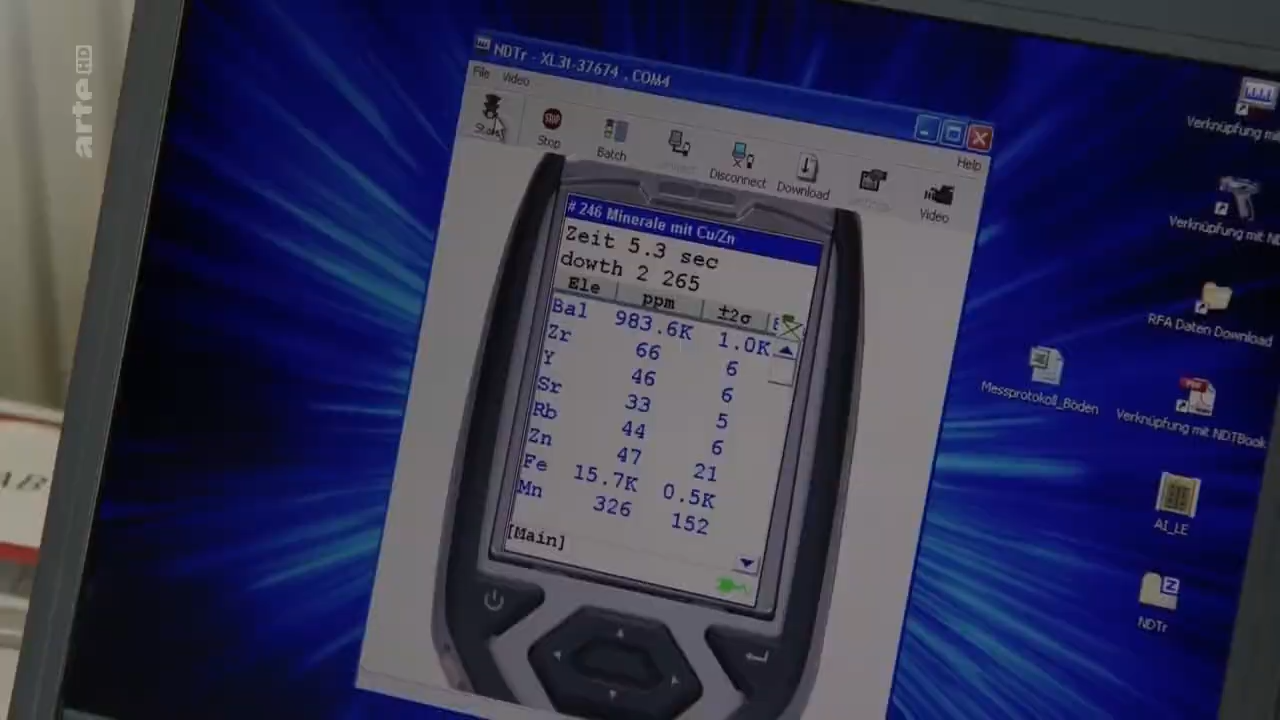 arte HD
NDTr - XL3t-37674 , COM4
File Video
Help
Start Stop Batch Disconnect Download Video
# 246 Minerale mit Cu/Zn
Zeit 5.3 sec
dowth 2 265
Ele ppm ±2σ
Bal 983.6K 1.0K
Zr 66 6
Y 46 6
Sr 33 5
Rb 44 6
Zn 47 21
Fe 15.7K 0.5K
Mn 326 152
[Main]
Verknüpfung mit
Verknüpfung mit ND
RFA Daten Download
Messprotokoll_Böden
Verknüpfung mit NDTBook
AI_LE
NDTr
AB